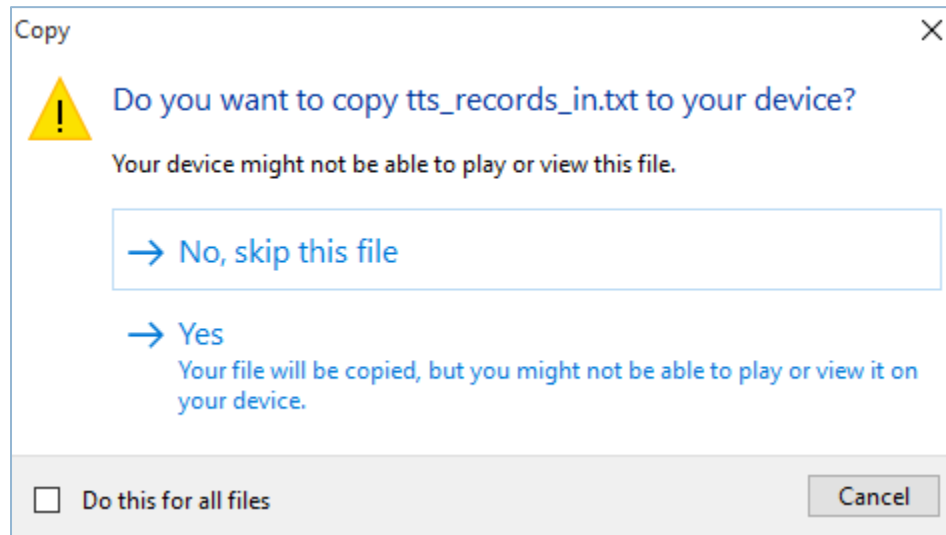 Copy
Do you want to copy tts_records_in.txt to your device?
Your device might not be able to play or view this file.
No, skip this file
Yes
Your file will be copied, but you might not be able to play or view it on
your device.
Do this for all files
Cancel